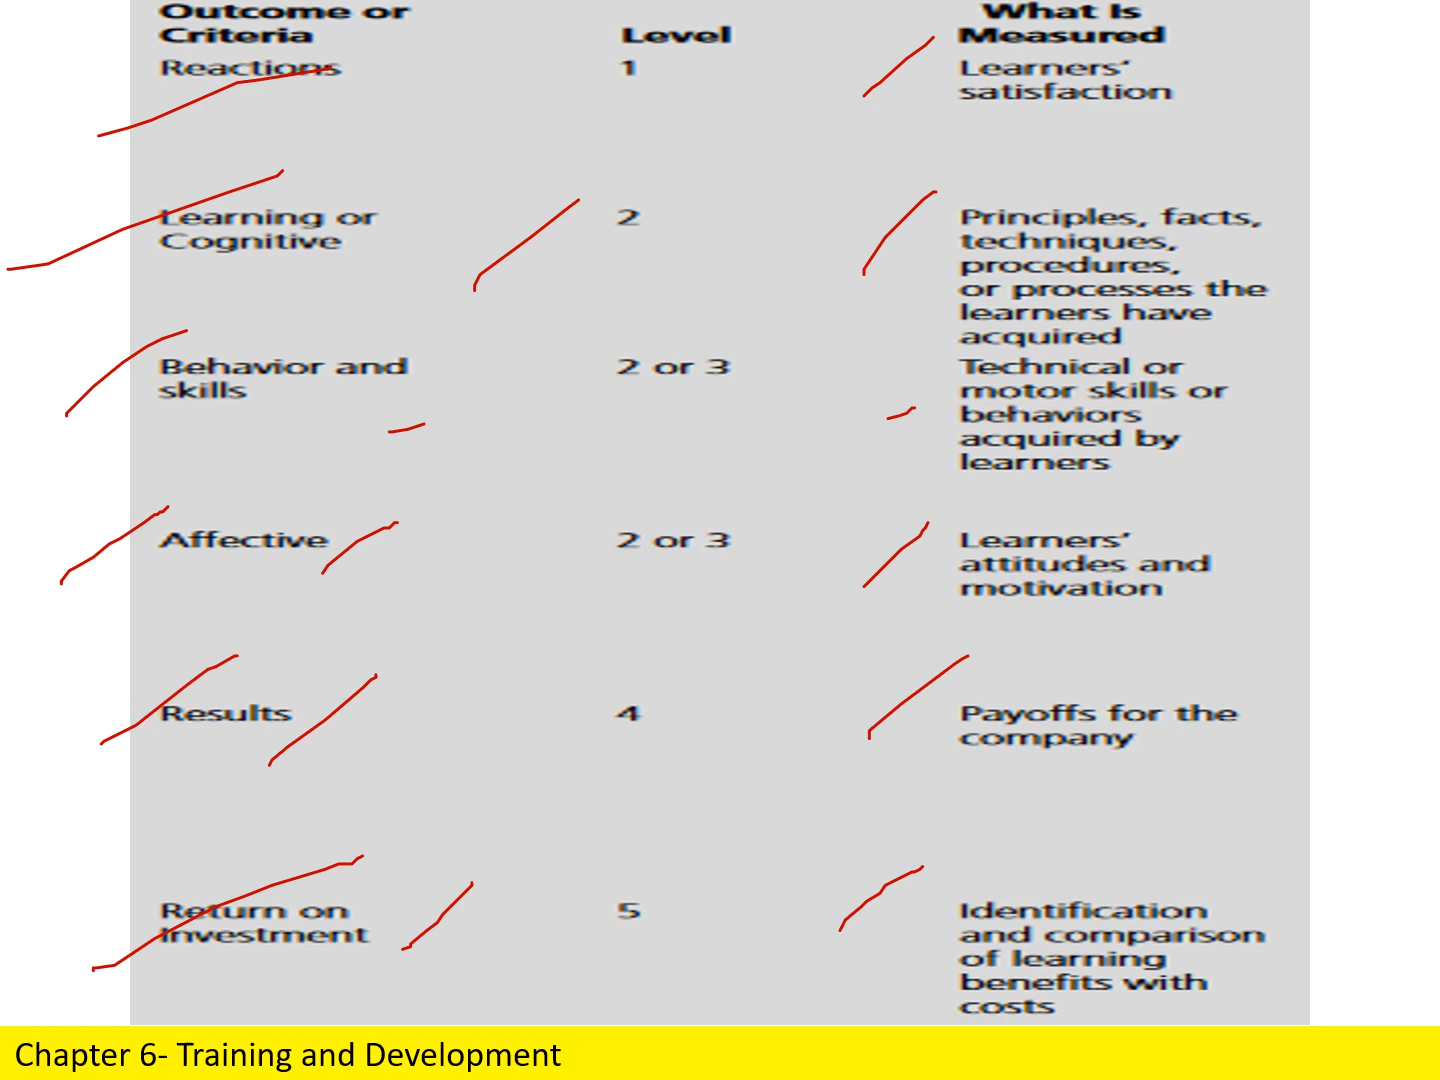 Outcome or
Criteria
Level
What Is
Measured
Reactions
1
Learners'
satisfaction
Learning or
Cognitive
2
Principles, facts,
techniques,
procedures,
or processes the
learners have
acquired
Behavior and
skills
2 or 3
Technical or
motor skills or
behaviors
acquired by
learners
Affective
2 or 3
Learners'
attitudes and
motivation
Results
4
Payoffs for the
company
Return on
Investment
5
Identification
and comparison
of learning
benefits with
costs
Chapter 6- Training and Development